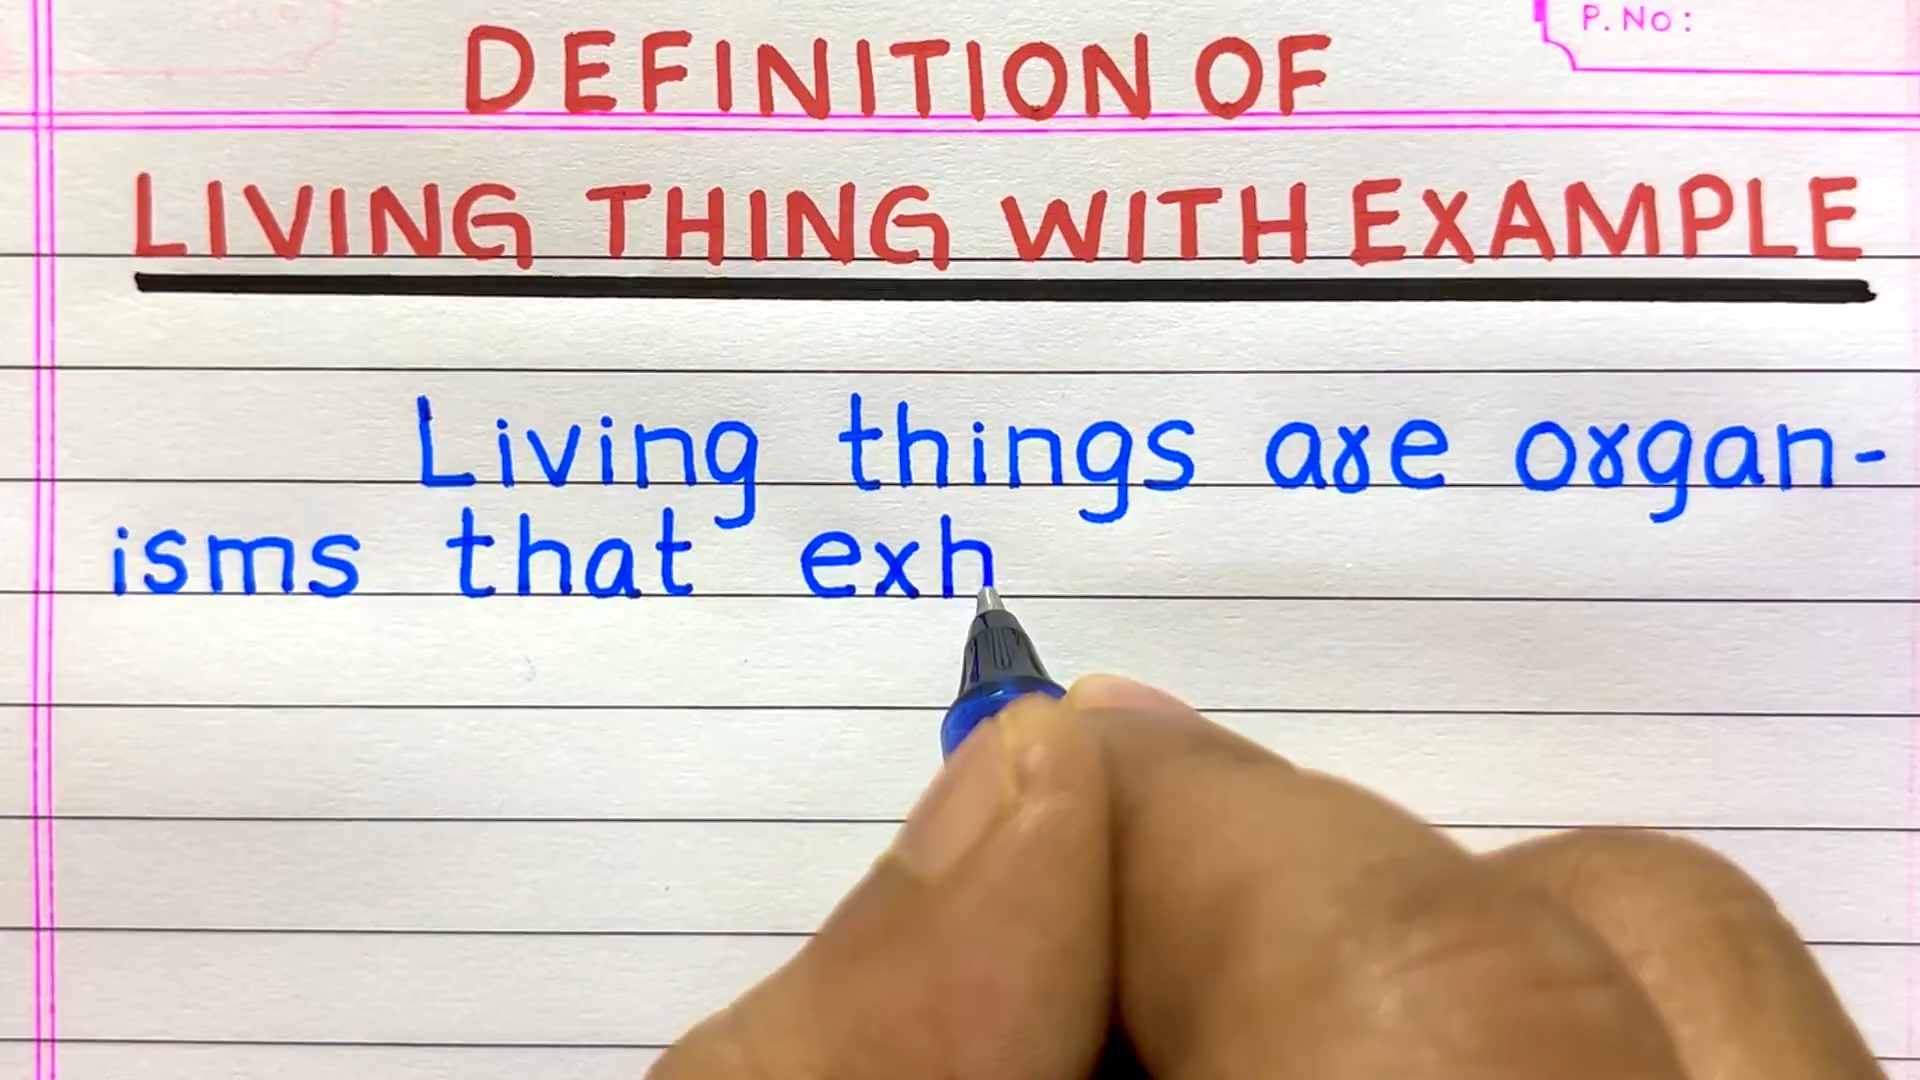 P. No:
DEFINITION OF
LIVING THING WITH EXAMPLE
Living things are organ-
isms that exh